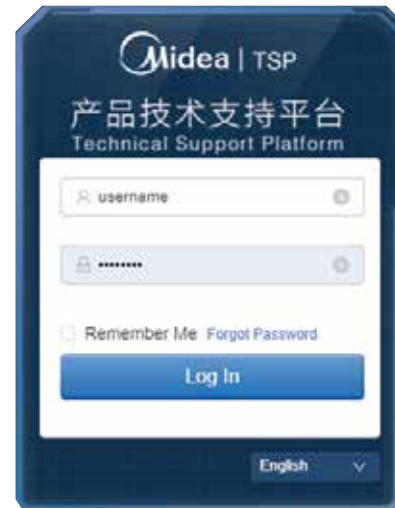 Midea | TSP
产品技术支持平台
Technical Support Platform
username
••••••••
Remember Me Forgot Password
Log In
English